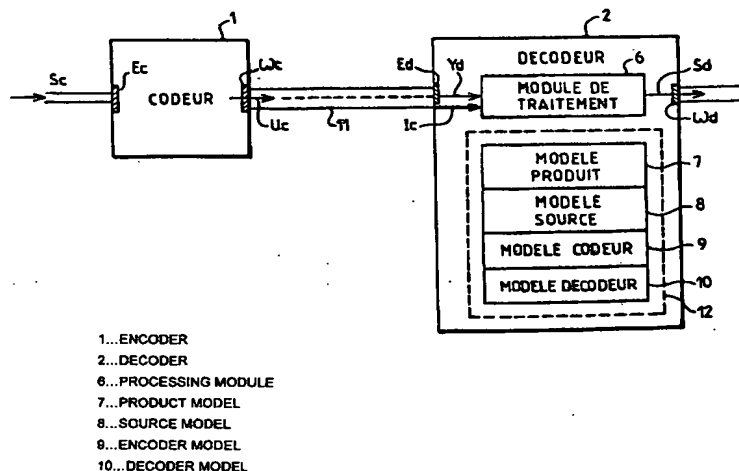 1
2
Sc
Ec
CODEUR
Wc
Uc
11
Ed
Yd
Ic
DECODEUR
6
MODULE DE
TRAITEMENT
Sd
Wd
MODELE
PRODUIT
7
MODELE
SOURCE
8
MODELE CODEUR
9
MODELE DECODEUR
10
12
1...ENCODER
2...DECODER
6...PROCESSING MODULE
7...PRODUCT MODEL
8...SOURCE MODEL
9...ENCODER MODEL
10...DECODER MODEL